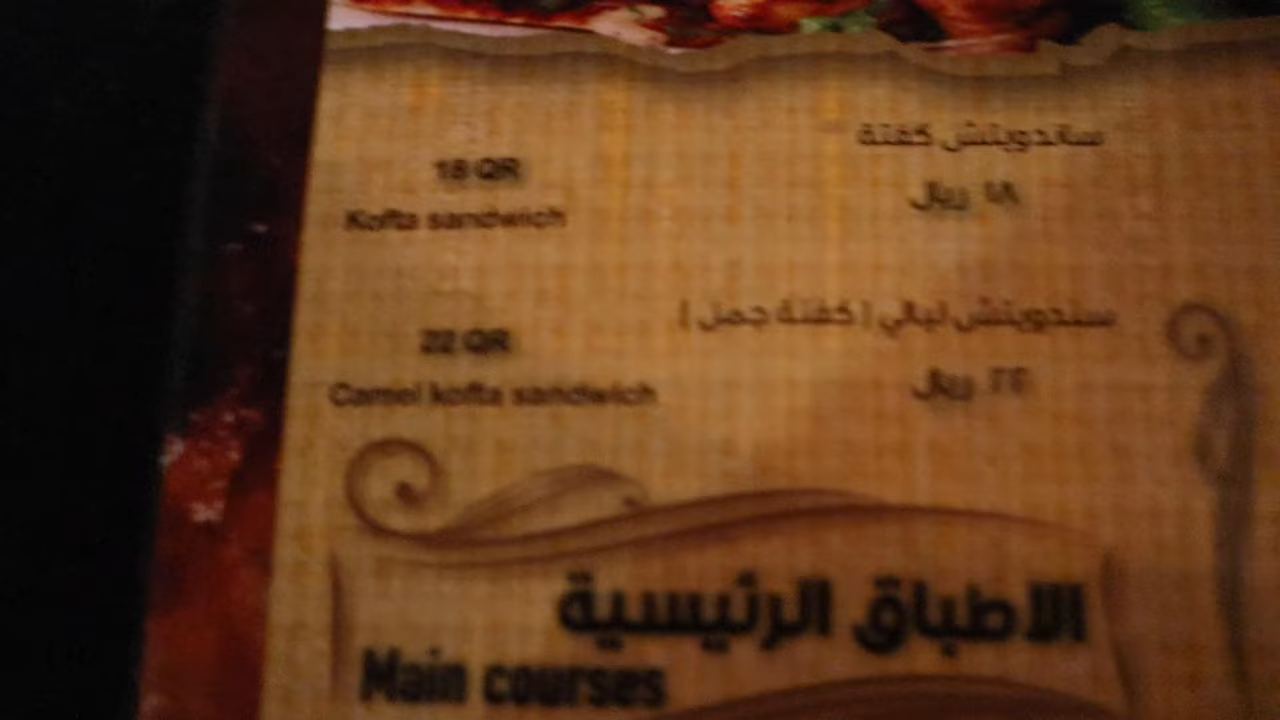 ساندويتش كفتة
18 QR
١٨ ريال
Kofta sandwich
سندويتش ليالي ( كفتة جمل )
22 QR
٢٢ ريال
Camel kofta sandwich
الاطباق الرئيسية
Main courses